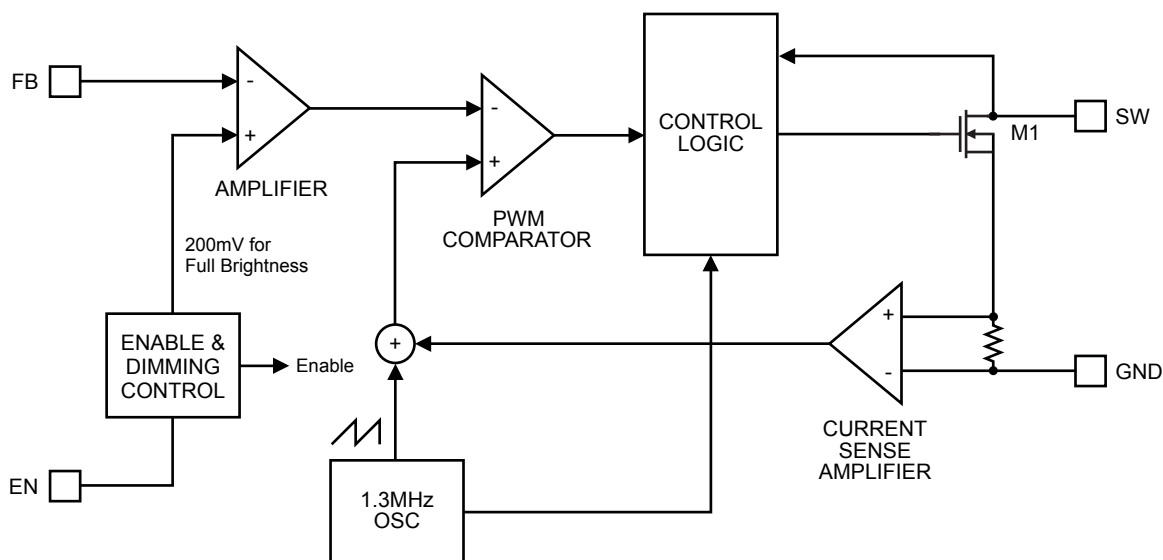 FB
-
+
AMPLIFIER
-
+
PWM
COMPARATOR
CONTROL
LOGIC
M1
SW
200mV for
Full Brightness
ENABLE &
DIMMING
CONTROL
Enable
+
+
-
CURRENT
SENSE
AMPLIFIER
GND
EN
1.3MHz
OSC